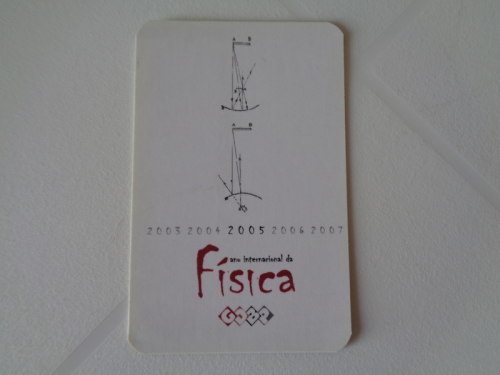 A B
A B
2003 2004 2005 2006 2007
ano internacional da
Física